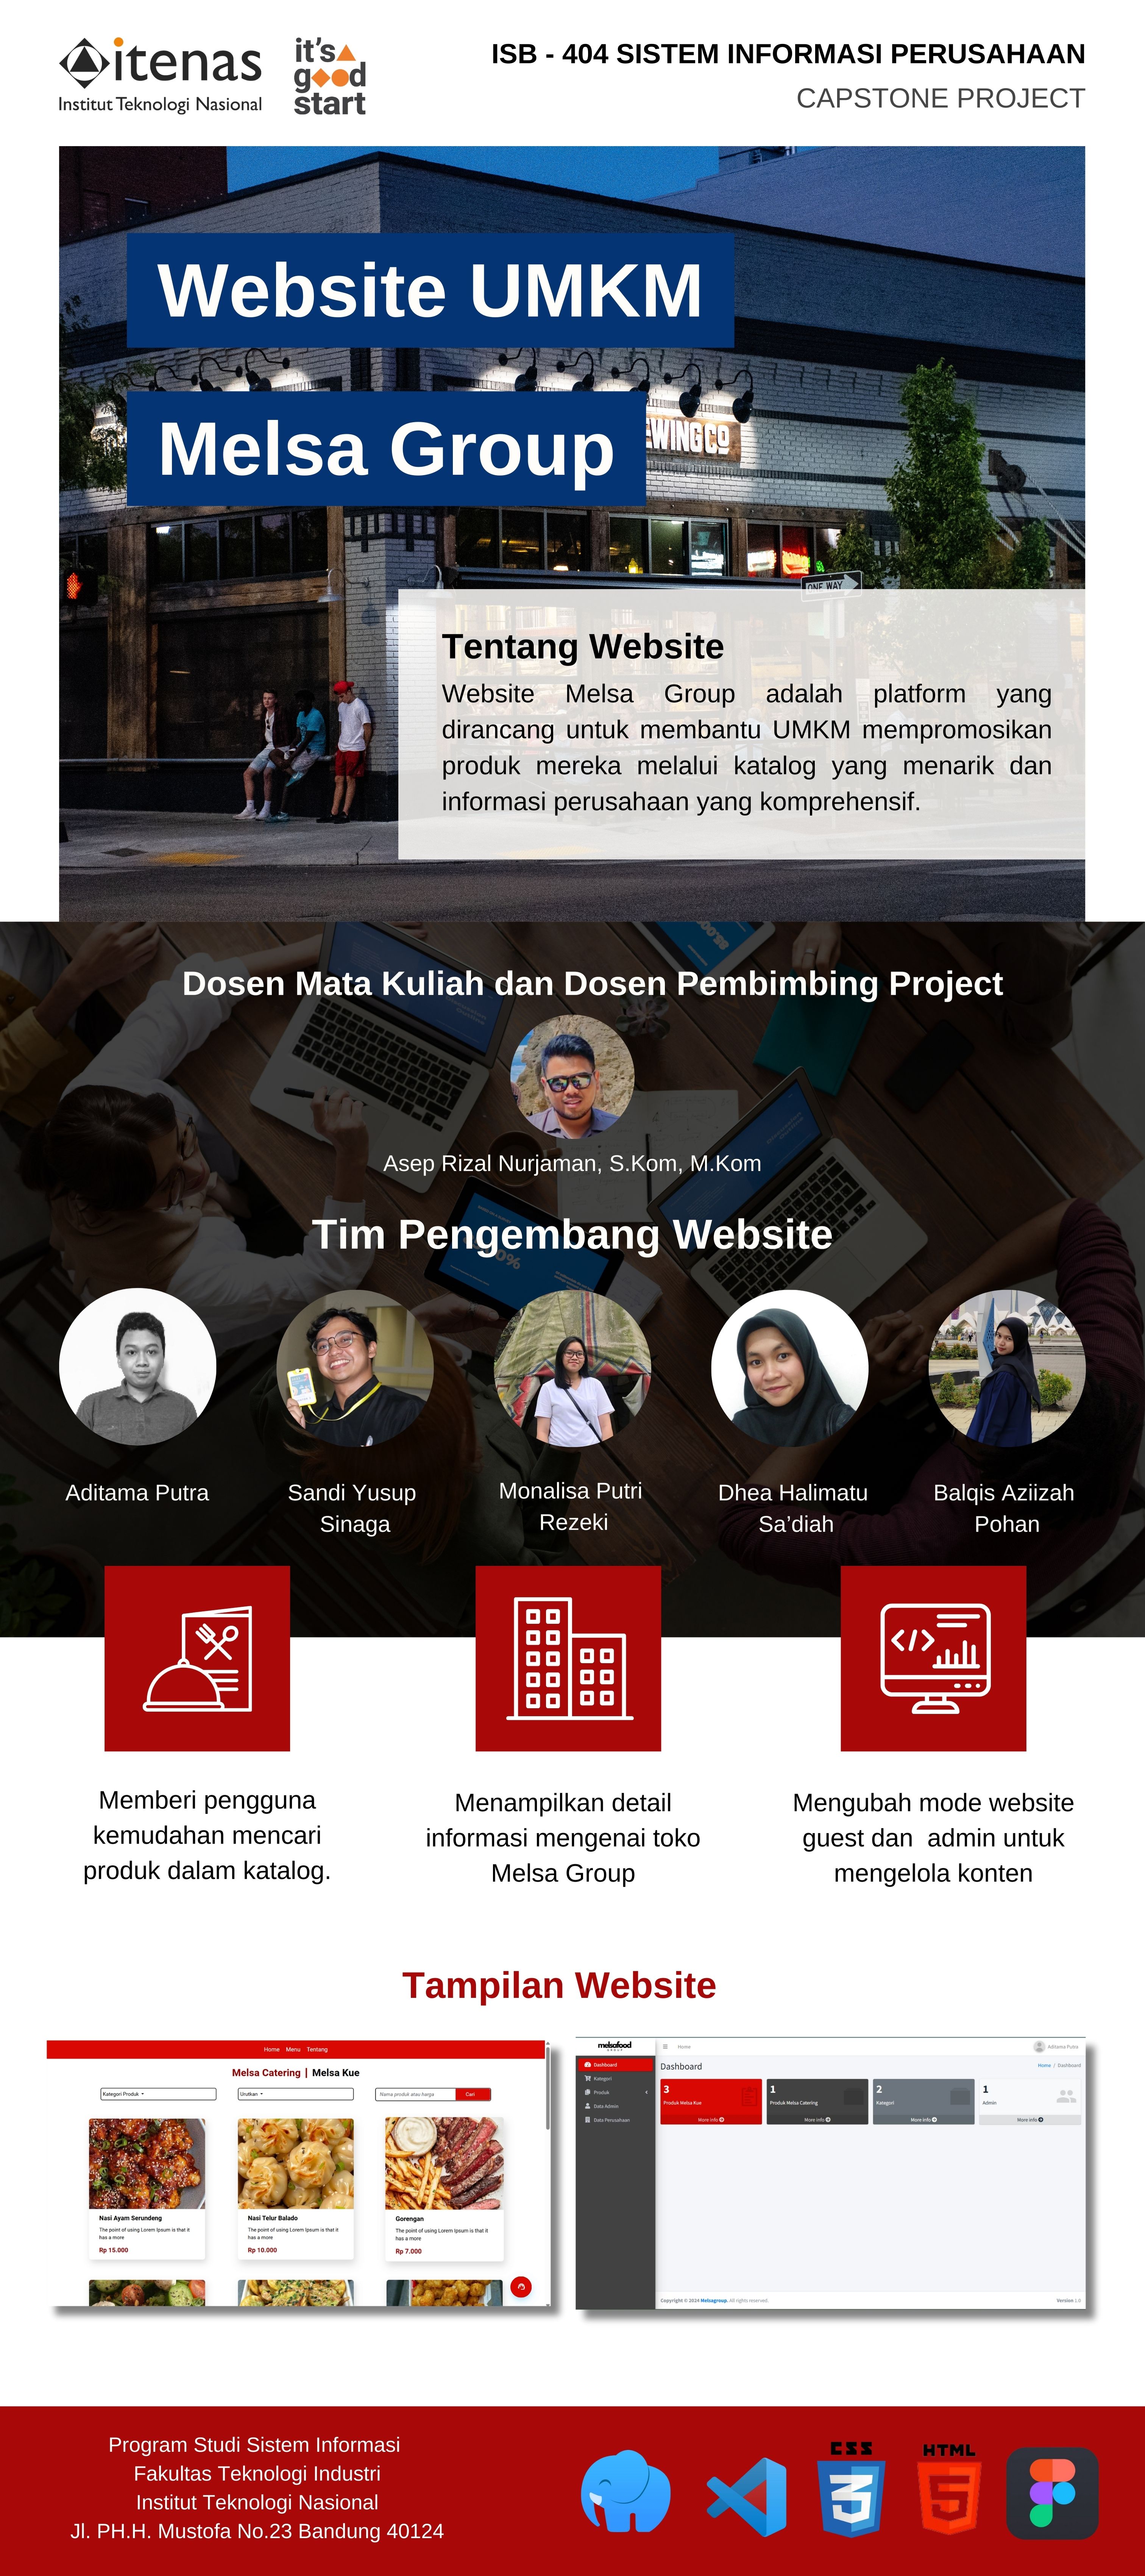 itenas
Institut Teknologi Nasional
it's
good
start
ISB - 404 SISTEM INFORMASI PERUSAHAAN
CAPSTONE PROJECT
Website UMKM
Melsa Group
EWING CO
ONE WAY
Tentang Website
Website Melsa Group adalah platform yang
dirancang untuk membantu UMKM mempromosikan
produk mereka melalui katalog yang menarik dan
informasi perusahaan yang komprehensif.
Dosen Mata Kuliah dan Dosen Pembimbing Project
Asep Rizal Nurjaman, S.Kom, M.Kom
Tim Pengembang Website
Aditama Putra
Sandi Yusup
Sinaga
Monalisa Putri
Rezeki
Dhea Halimatu
Sa’diah
Balqis Aziizah
Pohan
</>
Memberi pengguna
kemudahan mencari
produk dalam katalog.
Menampilkan detail
informasi mengenai toko
Melsa Group
Mengubah mode website
guest dan admin untuk
mengelola konten
Tampilan Website
Home Menu Tentang
Melsa Catering | Melsa Kue
Kategori Produk
Urutkan
Nama produk atau harga
Cari
Nasi Ayam Serundeng
The point of using Lorem Ipsum is that it
has a more
Rp 15.000
Nasi Telur Balado
The point of using Lorem Ipsum is that it
has a more
Rp 10.000
Gorengan
The point of using Lorem Ipsum is that it
has a more
Rp 7.000
melsafood
GROUP
Home
Aditama Putra
Dashboard
Kategori
Produk
Data Admin
Data Perusahaan
Dashboard
Home / Dashboard
3
Produk Melsa Kue
More info
1
Produk Melsa Catering
More info
2
Kategori
More info
1
Admin
More info
Copyright © 2024 Melsagroup. All rights reserved.
Version 1.0
Program Studi Sistem Informasi
Fakultas Teknologi Industri
Institut Teknologi Nasional
Jl. PH.H. Mustofa No.23 Bandung 40124
CSS
3
HTML
5